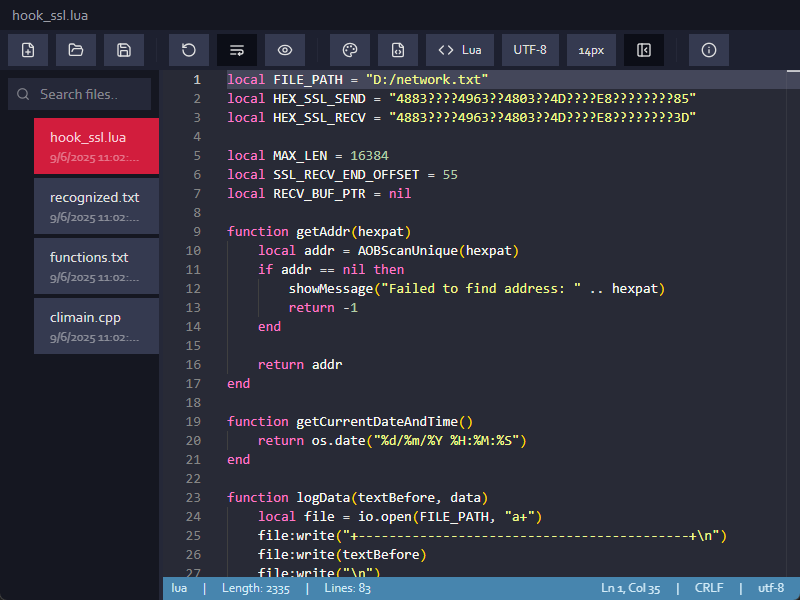 hook_ssl.lua
Lua
UTF-8
14px
Search files..
hook_ssl.lua
9/6/2025 11:02:...
recognized.txt
9/6/2025 11:02:...
functions.txt
9/6/2025 11:02:...
climain.cpp
9/6/2025 11:02:...
1 local FILE_PATH = "D:/network.txt"
2 local HEX_SSL_SEND = "4883????4963??4803??4D????E8????????85"
3 local HEX_SSL_RECV = "4883????4963??4803??4D????E8????????3D"
4
5 local MAX_LEN = 16384
6 local SSL_RECV_END_OFFSET = 55
7 local RECV_BUF_PTR = nil
8
9 function getAddr(hexpat)
10     local addr = AOBScanUnique(hexpat)
11     if addr == nil then
12         showMessage("Failed to find address: " .. hexpat)
13         return -1
14     end
15
16     return addr
17 end
18
19 function getCurrentDateAndTime()
20     return os.date("%d/%m/%Y %H:%M:%S")
21 end
22
23 function logData(textBefore, data)
24     local file = io.open(FILE_PATH, "a+")
25     file:write("+-------------------------------------------+\n")
26     file:write(textBefore)
27     file:write("\n")
lua | Length: 2335 | Lines: 83 Ln 1, Col 35 | CRLF | utf-8